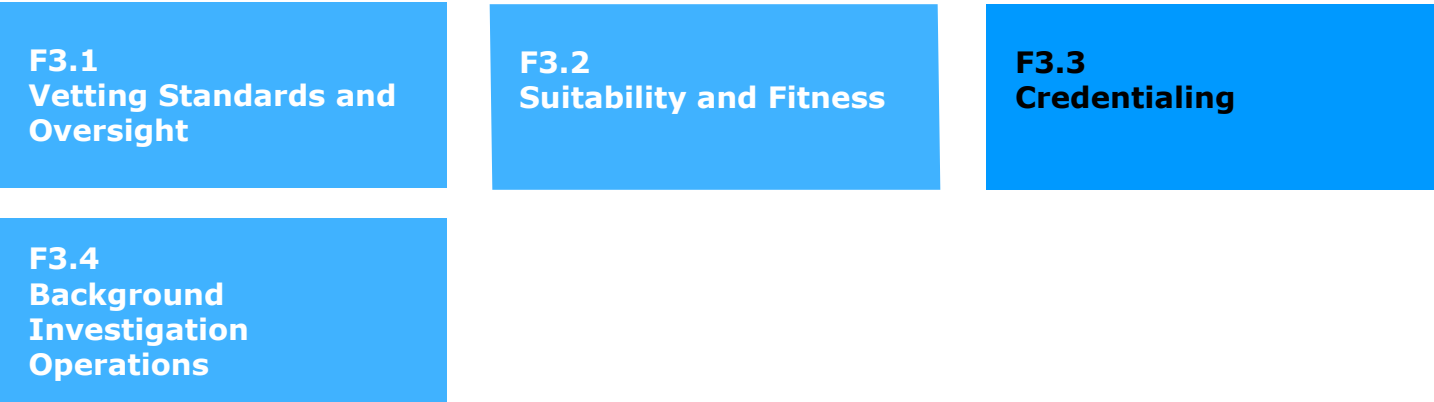 F3.1
Vetting Standards and
Oversight
F3.2
Suitability and Fitness
F3.3
Credentialing
F3.4
Background
Investigation
Operations